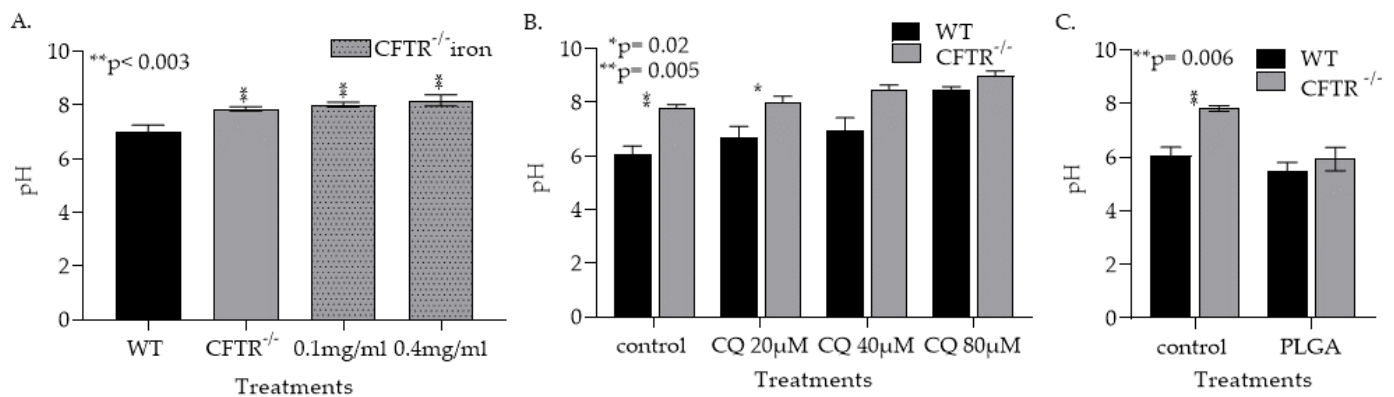 A.
CFTR-/- iron
**p< 0.003
10
8
6
4
2
0
pH
** ** **
WT CFTR-/- 0.1mg/ml 0.4mg/ml
Treatments
B.
WT
CFTR-/-
*p= 0.02
**p= 0.005
10
8
6
4
2
0
pH
** *
control CQ 20µM CQ 40µM CQ 80µM
Treatments
C.
WT
CFTR -/-
**p= 0.006
10
8
6
4
2
0
pH
**
control PLGA
Treatments